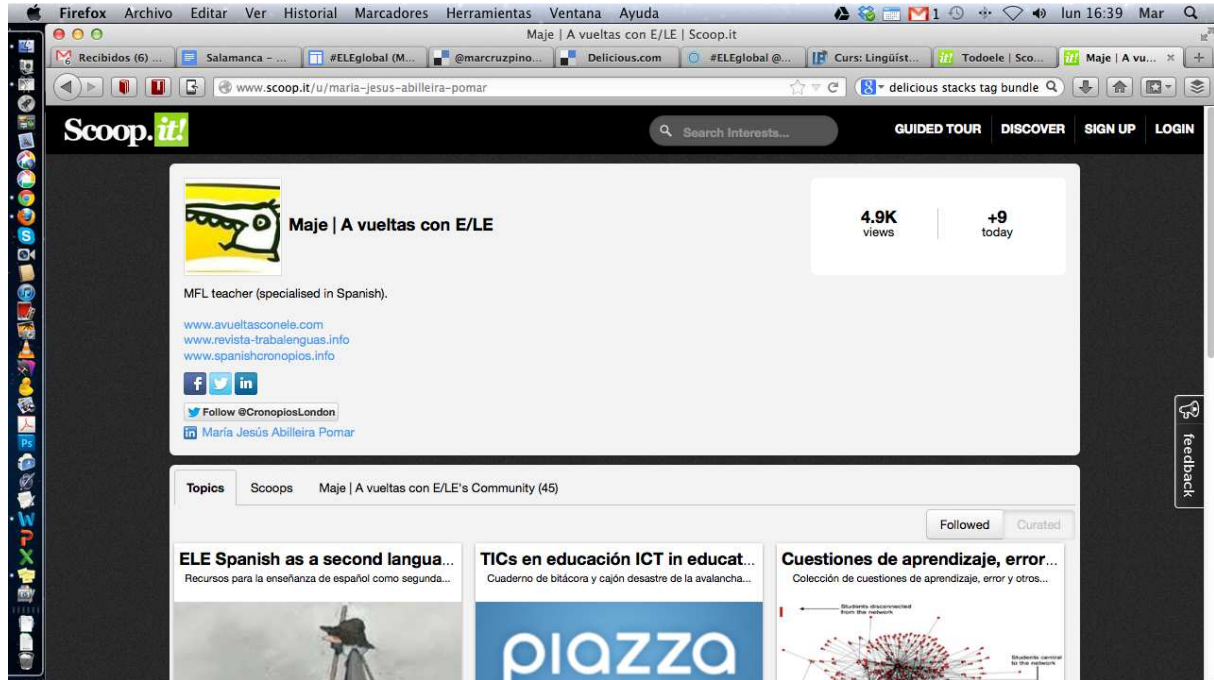 Firefox Archivo Editar Ver Historial Marcadores Herramientas Ventana Ayuda 1 lun 16:39 Mar
Maje | A vueltas con E/LE | Scoop.it
Recibidos (6) ... Salamanca – ... #ELEglobal (M... @marcruzpino... Delicious.com #ELEglobal @... Curs: Lingüíst... Todoele | Sco... Maje | A vu...
www.scoop.it/u/maria-jesus-abilleira-pomar delicious stacks tag bundle
Scoop.it! Search Interests... GUIDED TOUR DISCOVER SIGN UP LOGIN
Maje | A vueltas con E/LE
4.9K +9
views today
MFL teacher (specialised in Spanish).
www.avueltasconele.com
www.revista-trabalenguas.info
www.spanishcronopios.info
Follow @CronopiosLondon
María Jesús Abilleira Pomar
feedback
Topics Scoops Maje | A vueltas con E/LE's Community (45)
Followed Curated
ELE Spanish as a second langua... TICs en educación ICT in educat... Cuestiones de aprendizaje, error...
Recursos para la enseñanza de español como segunda... Cuaderno de bitácora y cajón desastre de la avalancha... Colección de cuestiones de aprendizaje, error y otros...
piazza
Students disconnected
from the network
Students central
to the network